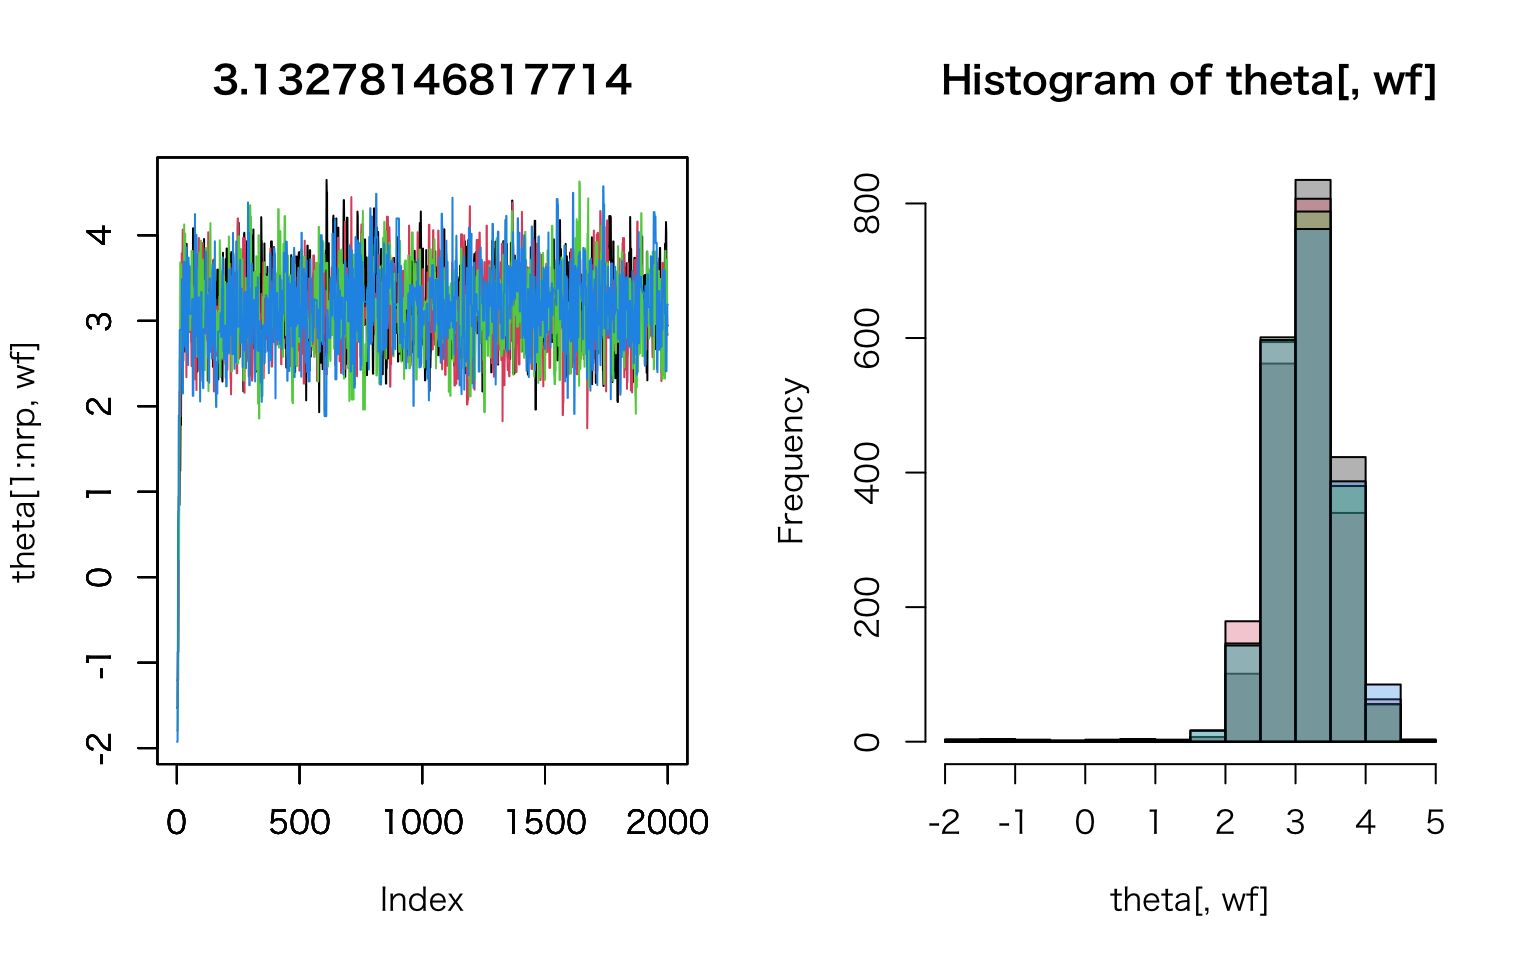 3.13278146817714
theta[1:nrp, wf]
4
3
2
1
0
-1
-2
0 500 1000 1500 2000
Index
Histogram of theta[, wf]
Frequency
800
600
400
200
0
-2 -1 0 1 2 3 4 5
theta[, wf]